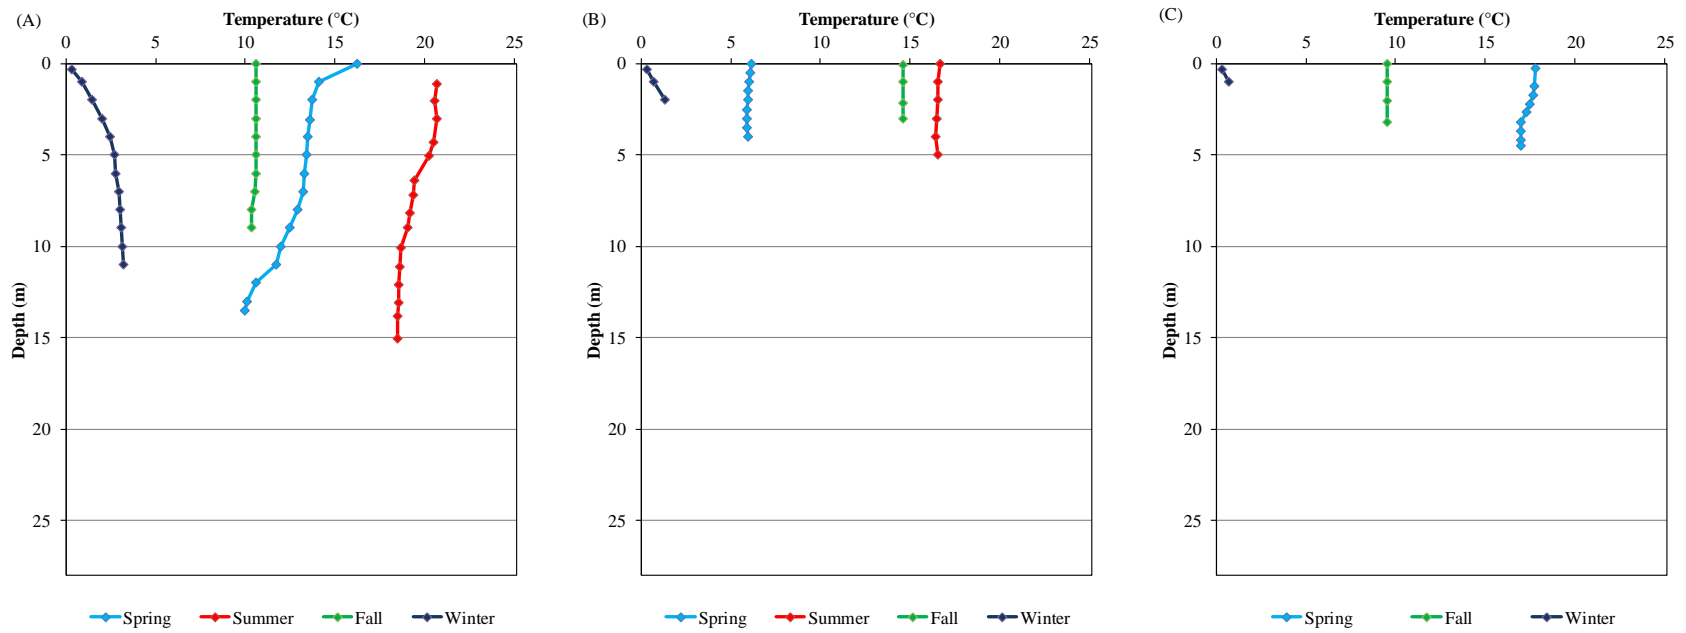 (A)
Temperature (°C)
0 5 10 15 20 25
0
5
10
15
20
25
Depth (m)
Spring Summer Fall Winter
(B)
Temperature (°C)
0 5 10 15 20 25
0
5
10
15
20
25
Depth (m)
Spring Summer Fall Winter
(C)
Temperature (°C)
0 5 10 15 20 25
0
5
10
15
20
25
Depth (m)
Spring Fall Winter